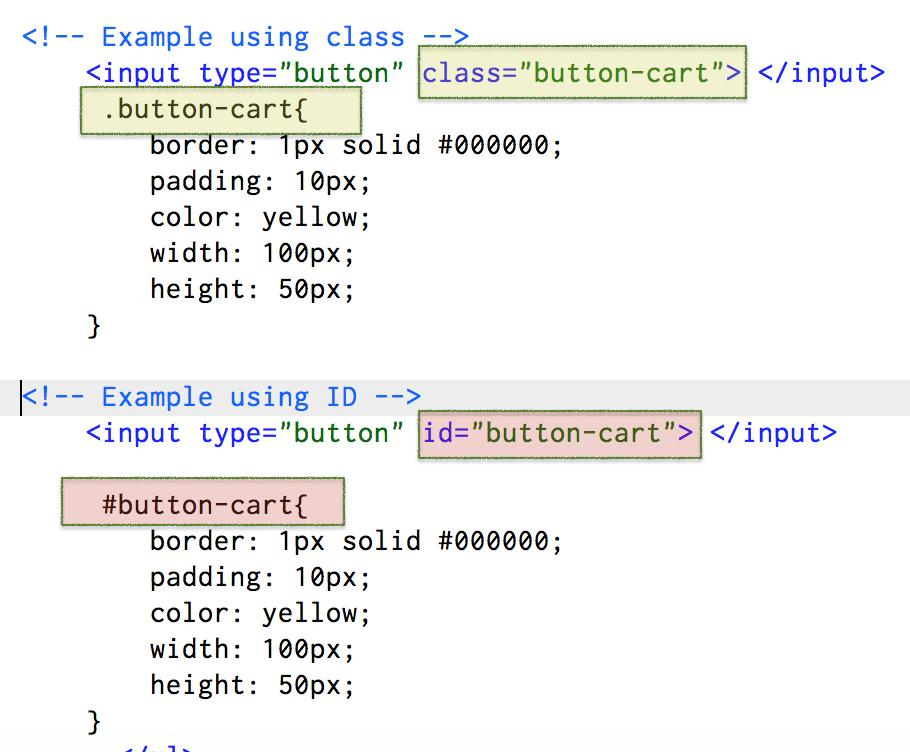 <!-- Example using class -->
<input type="button" class="button-cart"> </input>
.button-cart{
border: 1px solid #000000;
padding: 10px;
color: yellow;
width: 100px;
height: 50px;
}
<!-- Example using ID -->
<input type="button" id="button-cart"> </input>
#button-cart{
border: 1px solid #000000;
padding: 10px;
color: yellow;
width: 100px;
height: 50px;
}